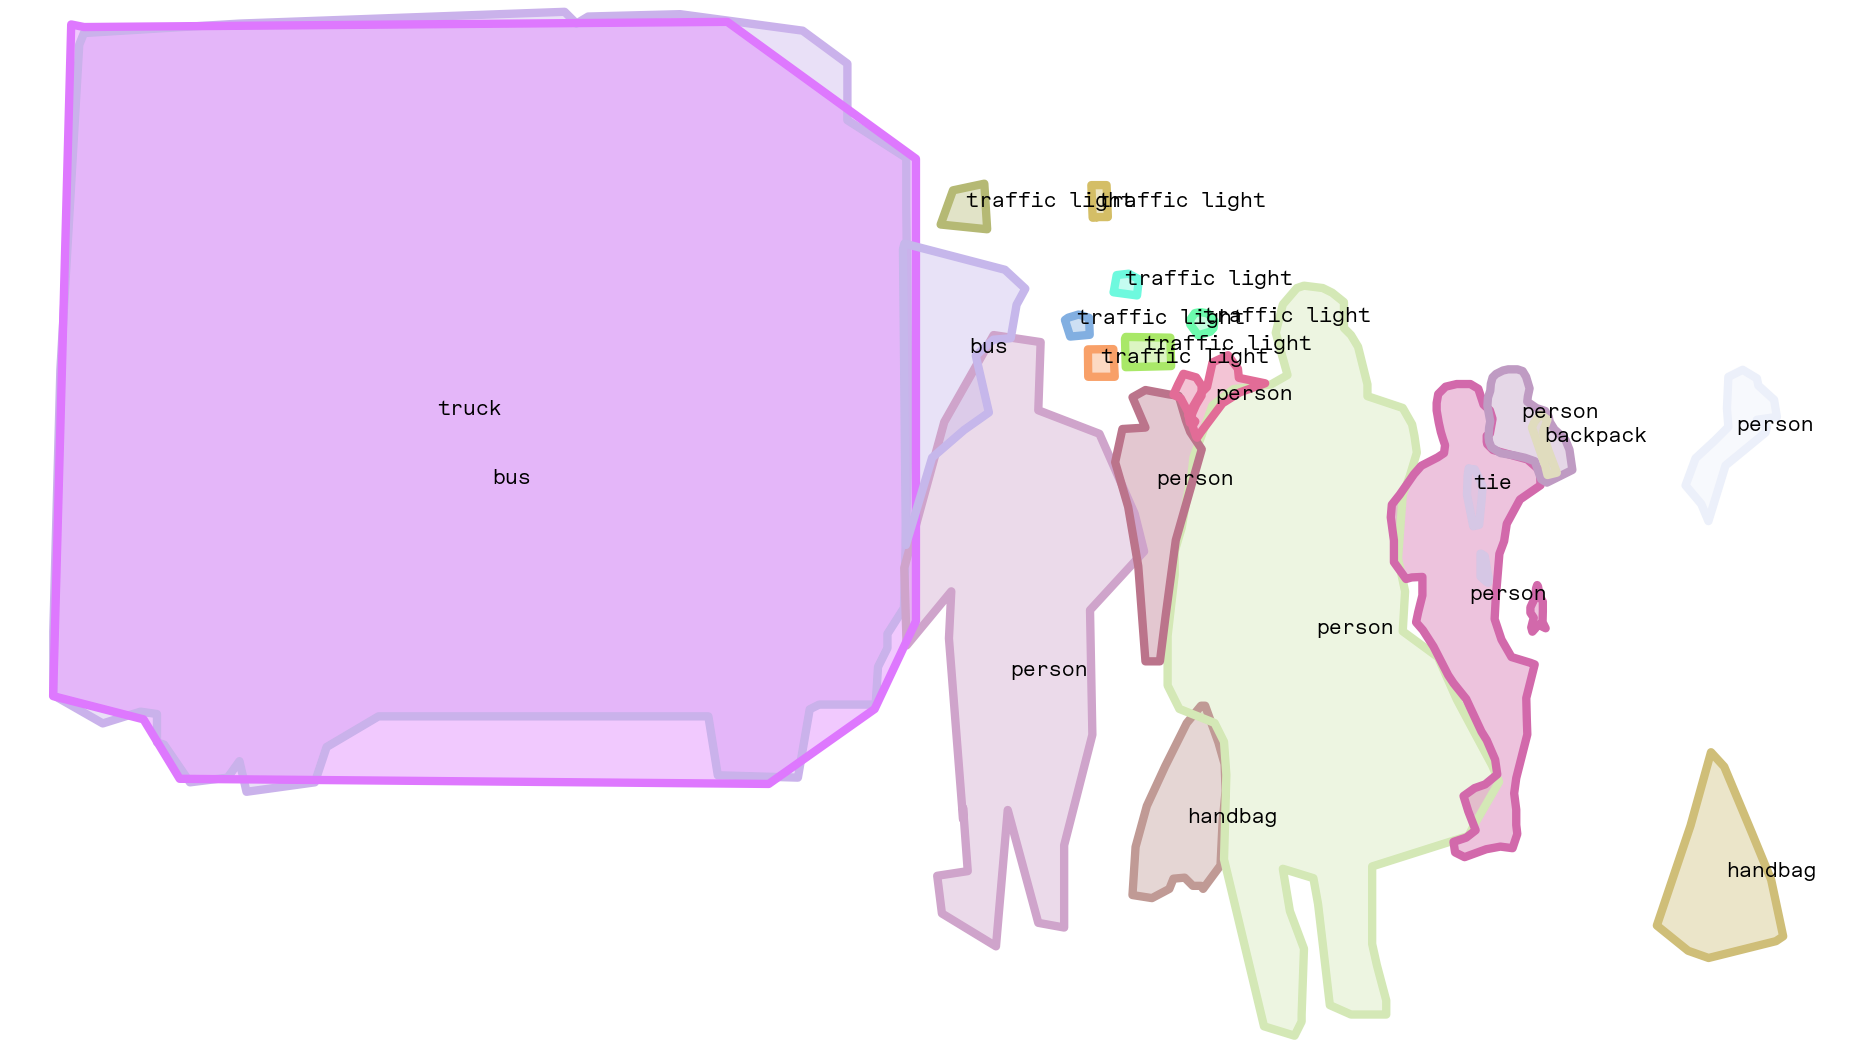 traffic light
traffic light
traffic light
traffic light
traffic light
traffic light
bus
traffic light
person
truck
person
person
backpack
bus
person
tie
person
person
person
handbag
handbag